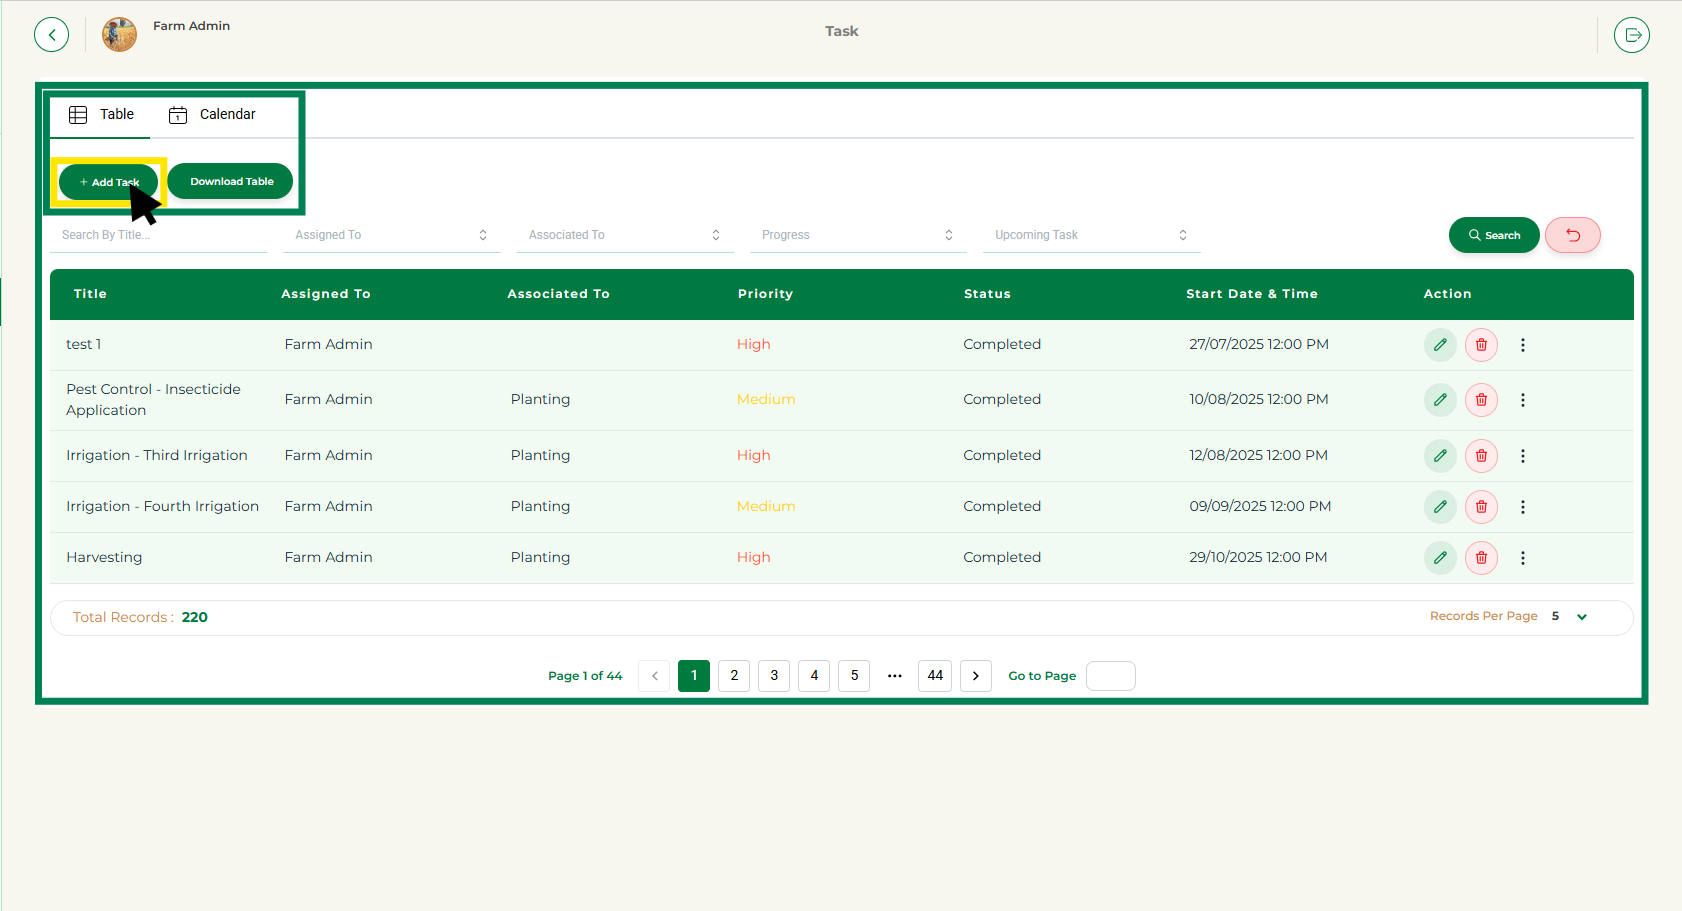 Farm Admin
Task
Table
Calendar
1
+ Add Task
Download Table
Search By Title...
Assigned To
Associated To
Progress
Upcoming Task
Search
Title Assigned To Associated To Priority Status Start Date & Time Action
test 1 Farm Admin High Completed 27/07/2025 12:00 PM
Pest Control - Insecticide
Application
Farm Admin Planting Medium Completed 10/08/2025 12:00 PM
Irrigation - Third Irrigation Farm Admin Planting High Completed 12/08/2025 12:00 PM
Irrigation - Fourth Irrigation Farm Admin Planting Medium Completed 09/09/2025 12:00 PM
Harvesting Farm Admin Planting High Completed 29/10/2025 12:00 PM
Total Records : 220
Records Per Page 5
Page 1 of 44 < 1 2 3 4 5 ••• 44 > Go to Page